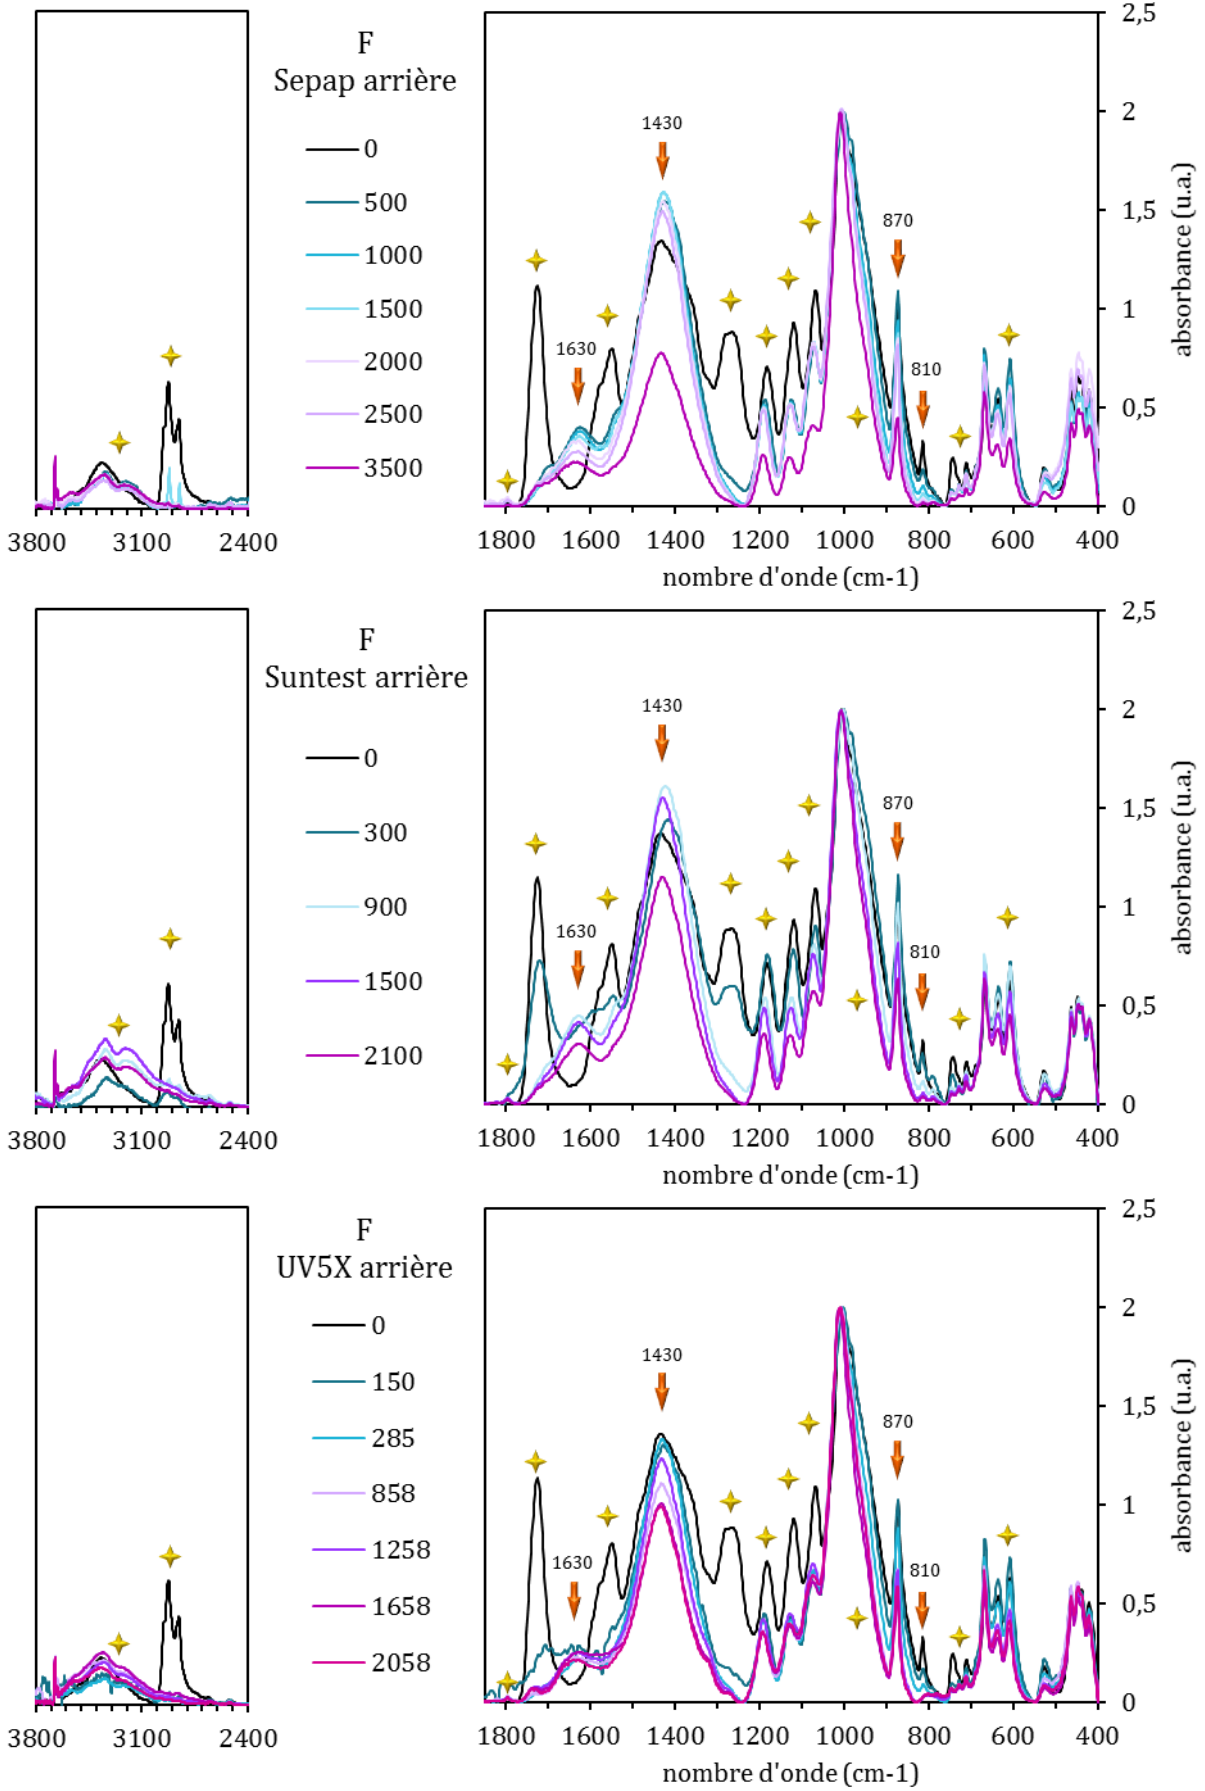 F
Sepap arrière
0
500
1000
1500
2000
2500
3500
3800 3100 2400
1430
1630
870
810
2,5
2
1,5
1
0,5
0
absorbance (u.a.)
1800 1600 1400 1200 1000 800 600 400
nombre d'onde (cm-1)
F
Suntest arrière
0
300
900
1500
2100
3800 3100 2400
1430
1630
870
810
2,5
2
1,5
1
0,5
0
absorbance (u.a.)
1800 1600 1400 1200 1000 800 600 400
nombre d'onde (cm-1)
F
UV5X arrière
0
150
285
858
1258
1658
2058
3800 3100 2400
1430
1630
870
810
2,5
2
1,5
1
0,5
0
absorbance (u.a.)
1800 1600 1400 1200 1000 800 600 400
nombre d'onde (cm-1)